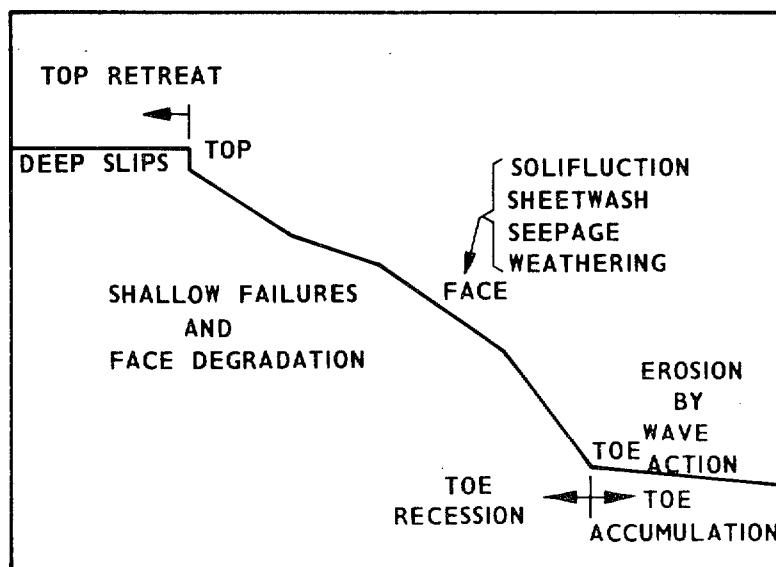 TOP RETREAT
TOP
DEEP SLIPS
SOLIFLUCTION
SHEETWASH
SEEPAGE
WEATHERING
FACE
SHALLOW FAILURES
AND
FACE DEGRADATION
EROSION
BY
WAVE
ACTION
TOE
TOE
RECESSION
TOE
ACCUMULATION